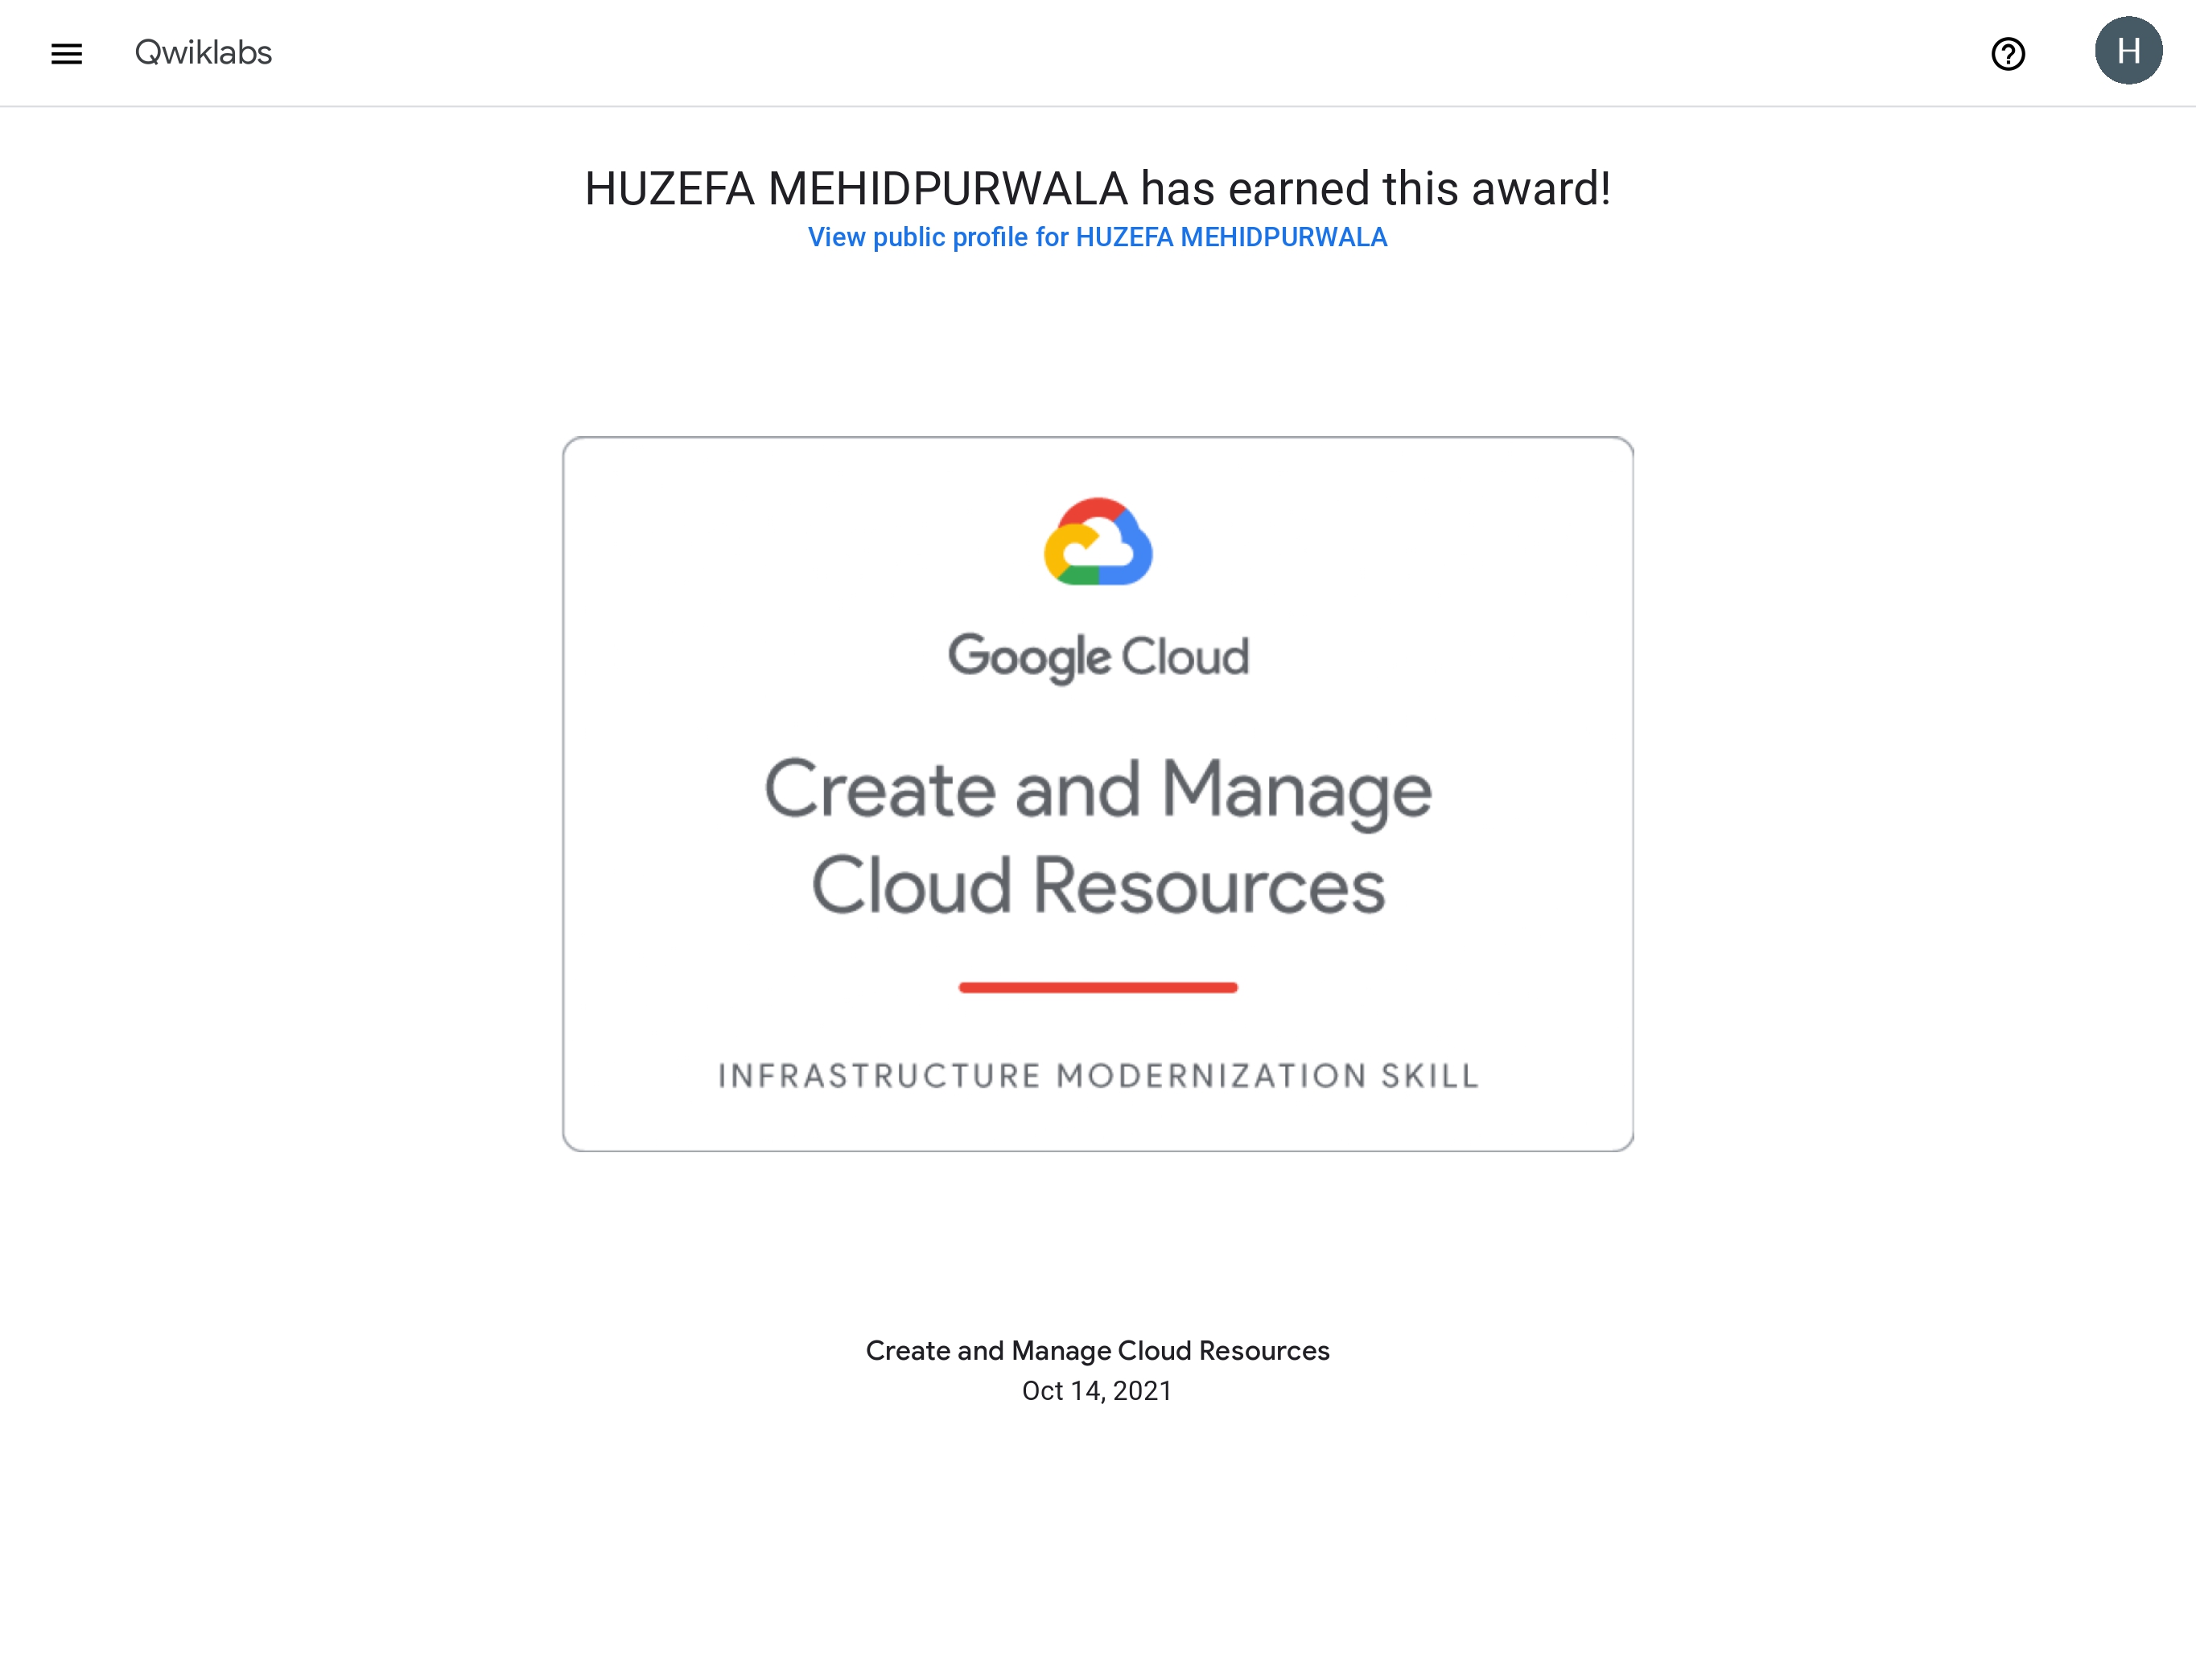 Qwiklabs
H
HUZEFA MEHIDPURWALA has earned this award!
View public profile for HUZEFA MEHIDPURWALA
Google Cloud
Create and Manage
Cloud Resources
INFRASTRUCTURE MODERNIZATION SKILL
Create and Manage Cloud Resources
Oct 14, 2021